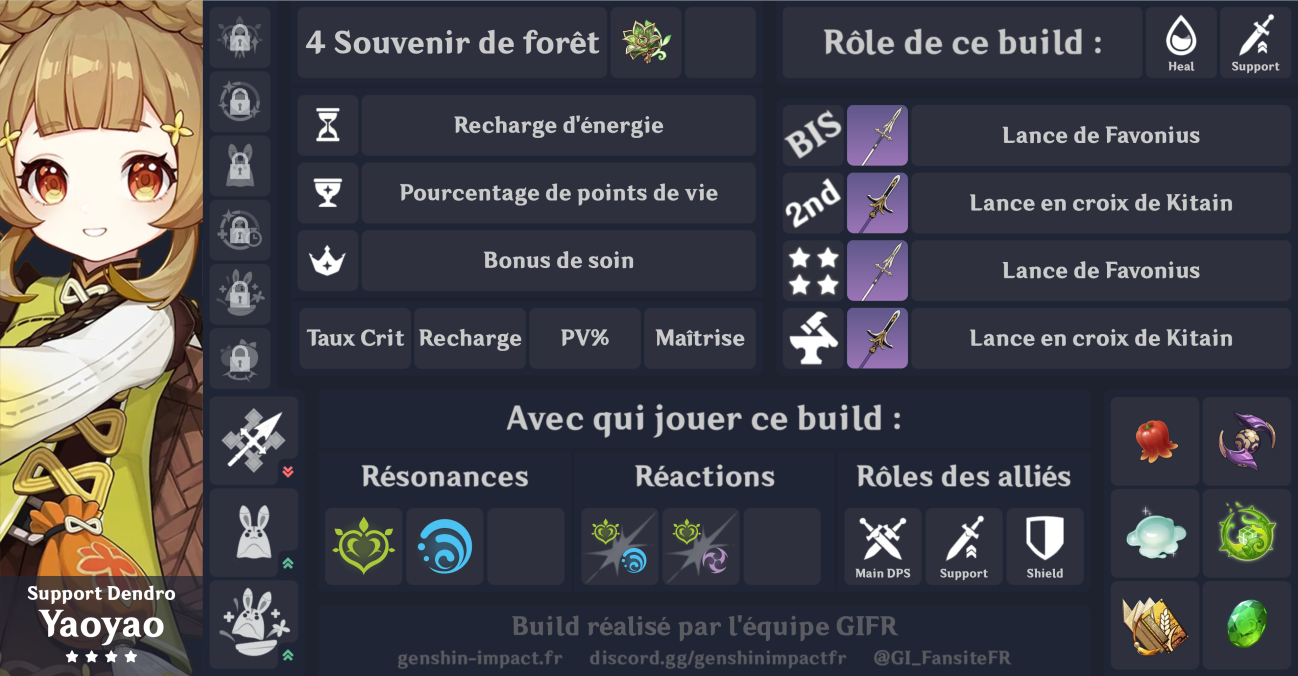 4 Souvenir de forêt
Rôle de ce build :
Heal
Support
Recharge d'énergie
Pourcentage de points de vie
Bonus de soin
Taux Crit
Recharge
PV%
Maîtrise
BIS
Lance de Favonius
2nd
Lance en croix de Kitain
Lance de Favonius
Lance en croix de Kitain
Avec qui jouer ce build :
Résonances
Réactions
Rôles des alliés
Main DPS
Support
Shield
Support Dendro
Yaoyao
Build réalisé par l'équipe GIFR
genshin-impact.fr discord.gg/genshinimpactfr @GI_FansiteFR